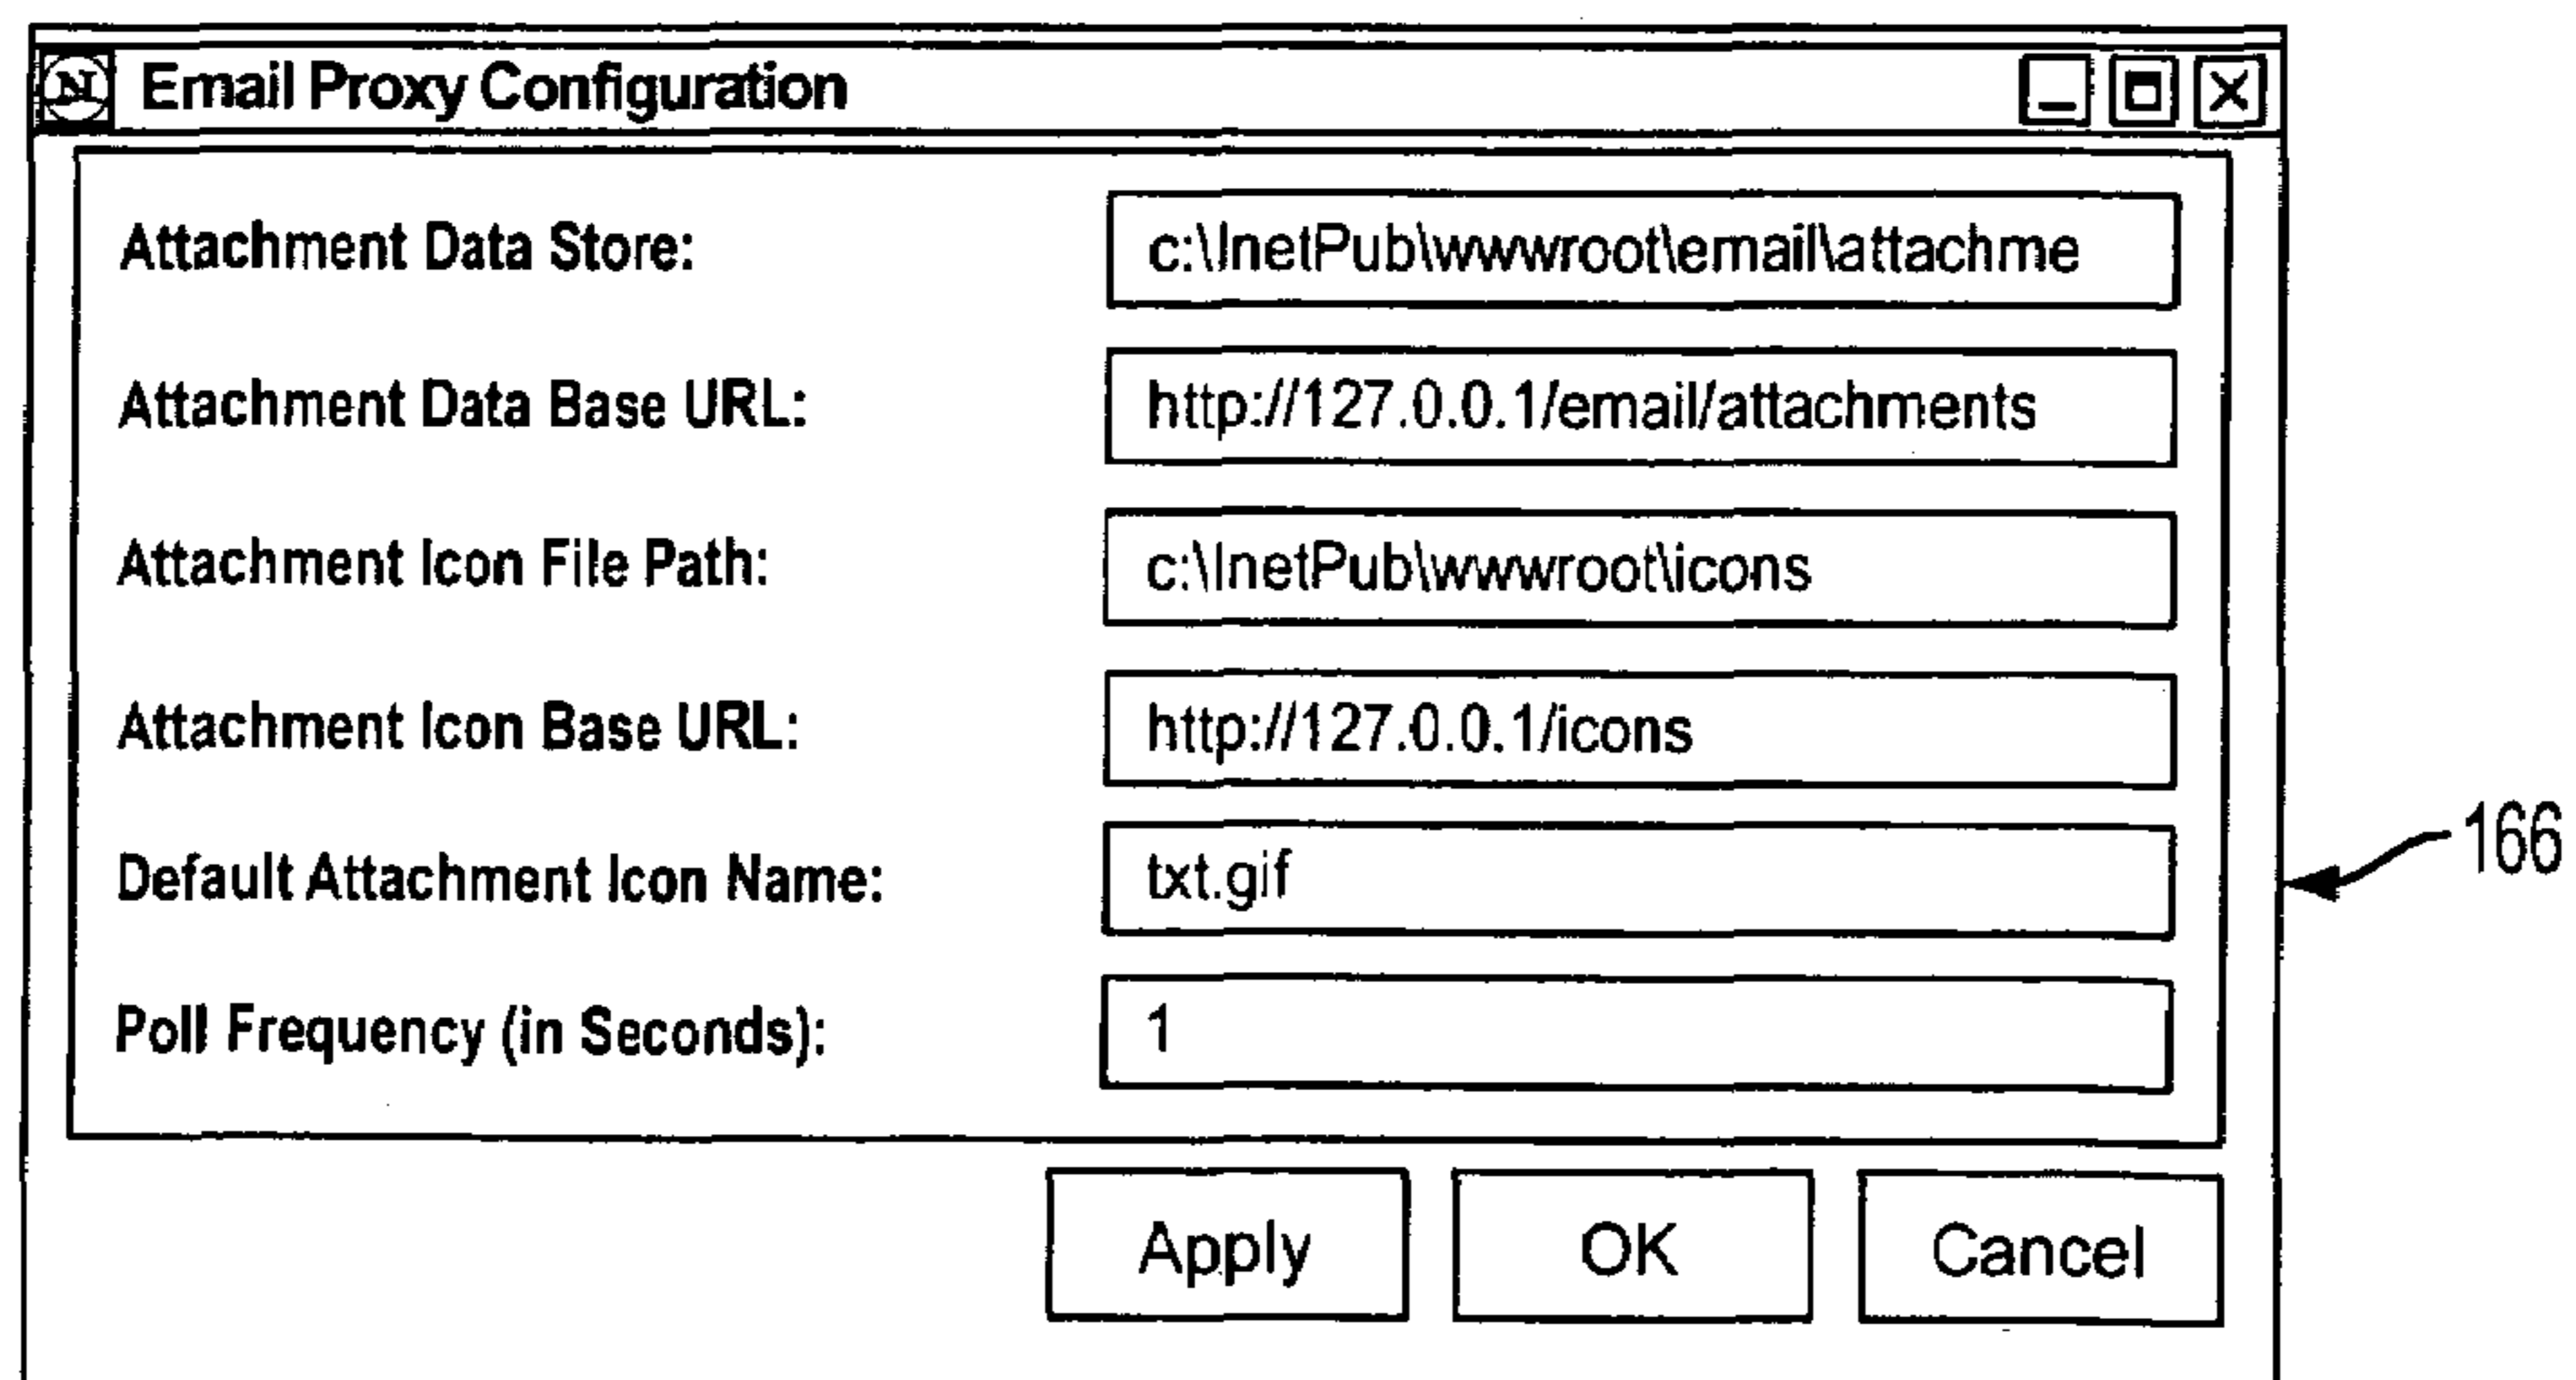 N Email Proxy Configuration
Attachment Data Store: c:\InetPub\wwwroot\email\attachme
Attachment Data Base URL: http://127.0.0.1/email/attachments
Attachment Icon File Path: c:\InetPub\wwwroot\icons
Attachment Icon Base URL: http://127.0.0.1/icons
Default Attachment Icon Name: txt.gif
166
Poll Frequency (in Seconds): 1
Apply OK Cancel